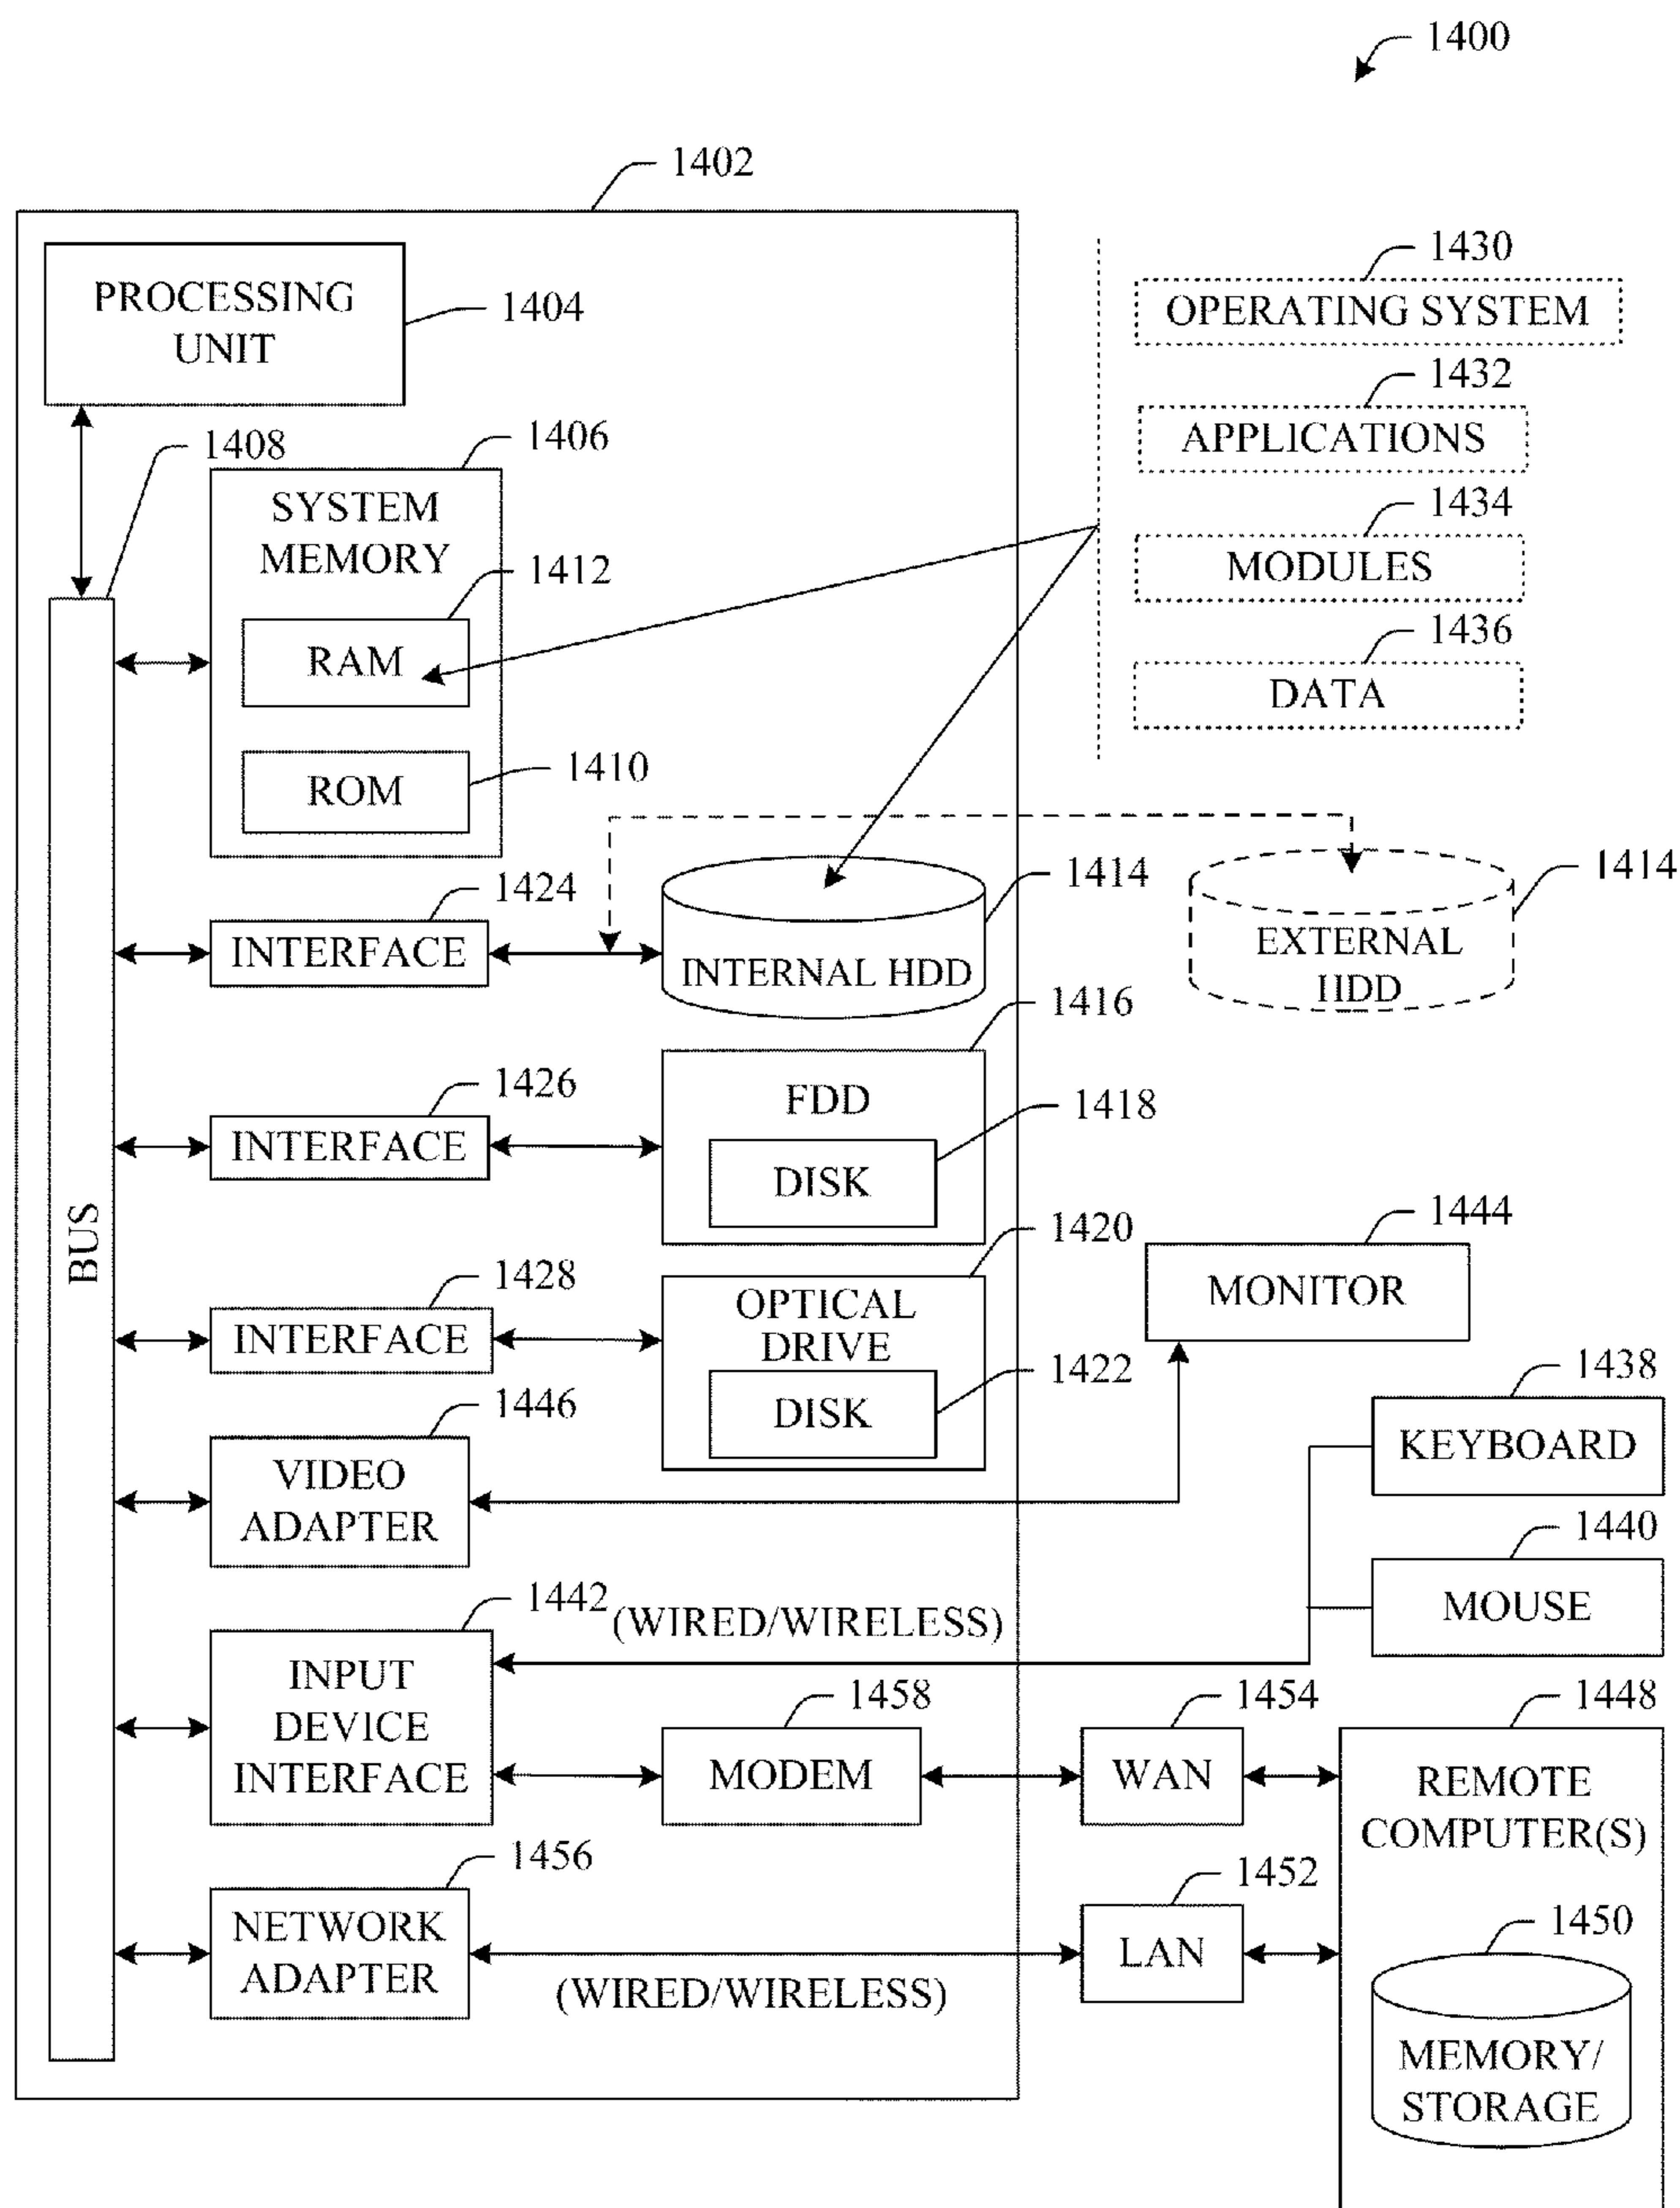 1400
1402
PROCESSING
UNIT
1404
1430
OPERATING SYSTEM
1432
APPLICATIONS
1434
MODULES
1436
DATA
1408
1406
SYSTEM
MEMORY
1412
RAM
1410
ROM
BUS
1424
INTERFACE
1414
INTERNAL HDD
1414
EXTERNAL
HDD
1426
INTERFACE
1416
FDD
1418
DISK
1428
INTERFACE
1420
OPTICAL
DRIVE
1422
DISK
1444
MONITOR
1446
VIDEO
ADAPTER
1438
KEYBOARD
1440
MOUSE
1442
(WIRED/WIRELESS)
INPUT
DEVICE
INTERFACE
1458
MODEM
1454
WAN
1448
REMOTE
COMPUTER(S)
1456
NETWORK
ADAPTER
(WIRED/WIRELESS)
1452
LAN
1450
MEMORY/
STORAGE